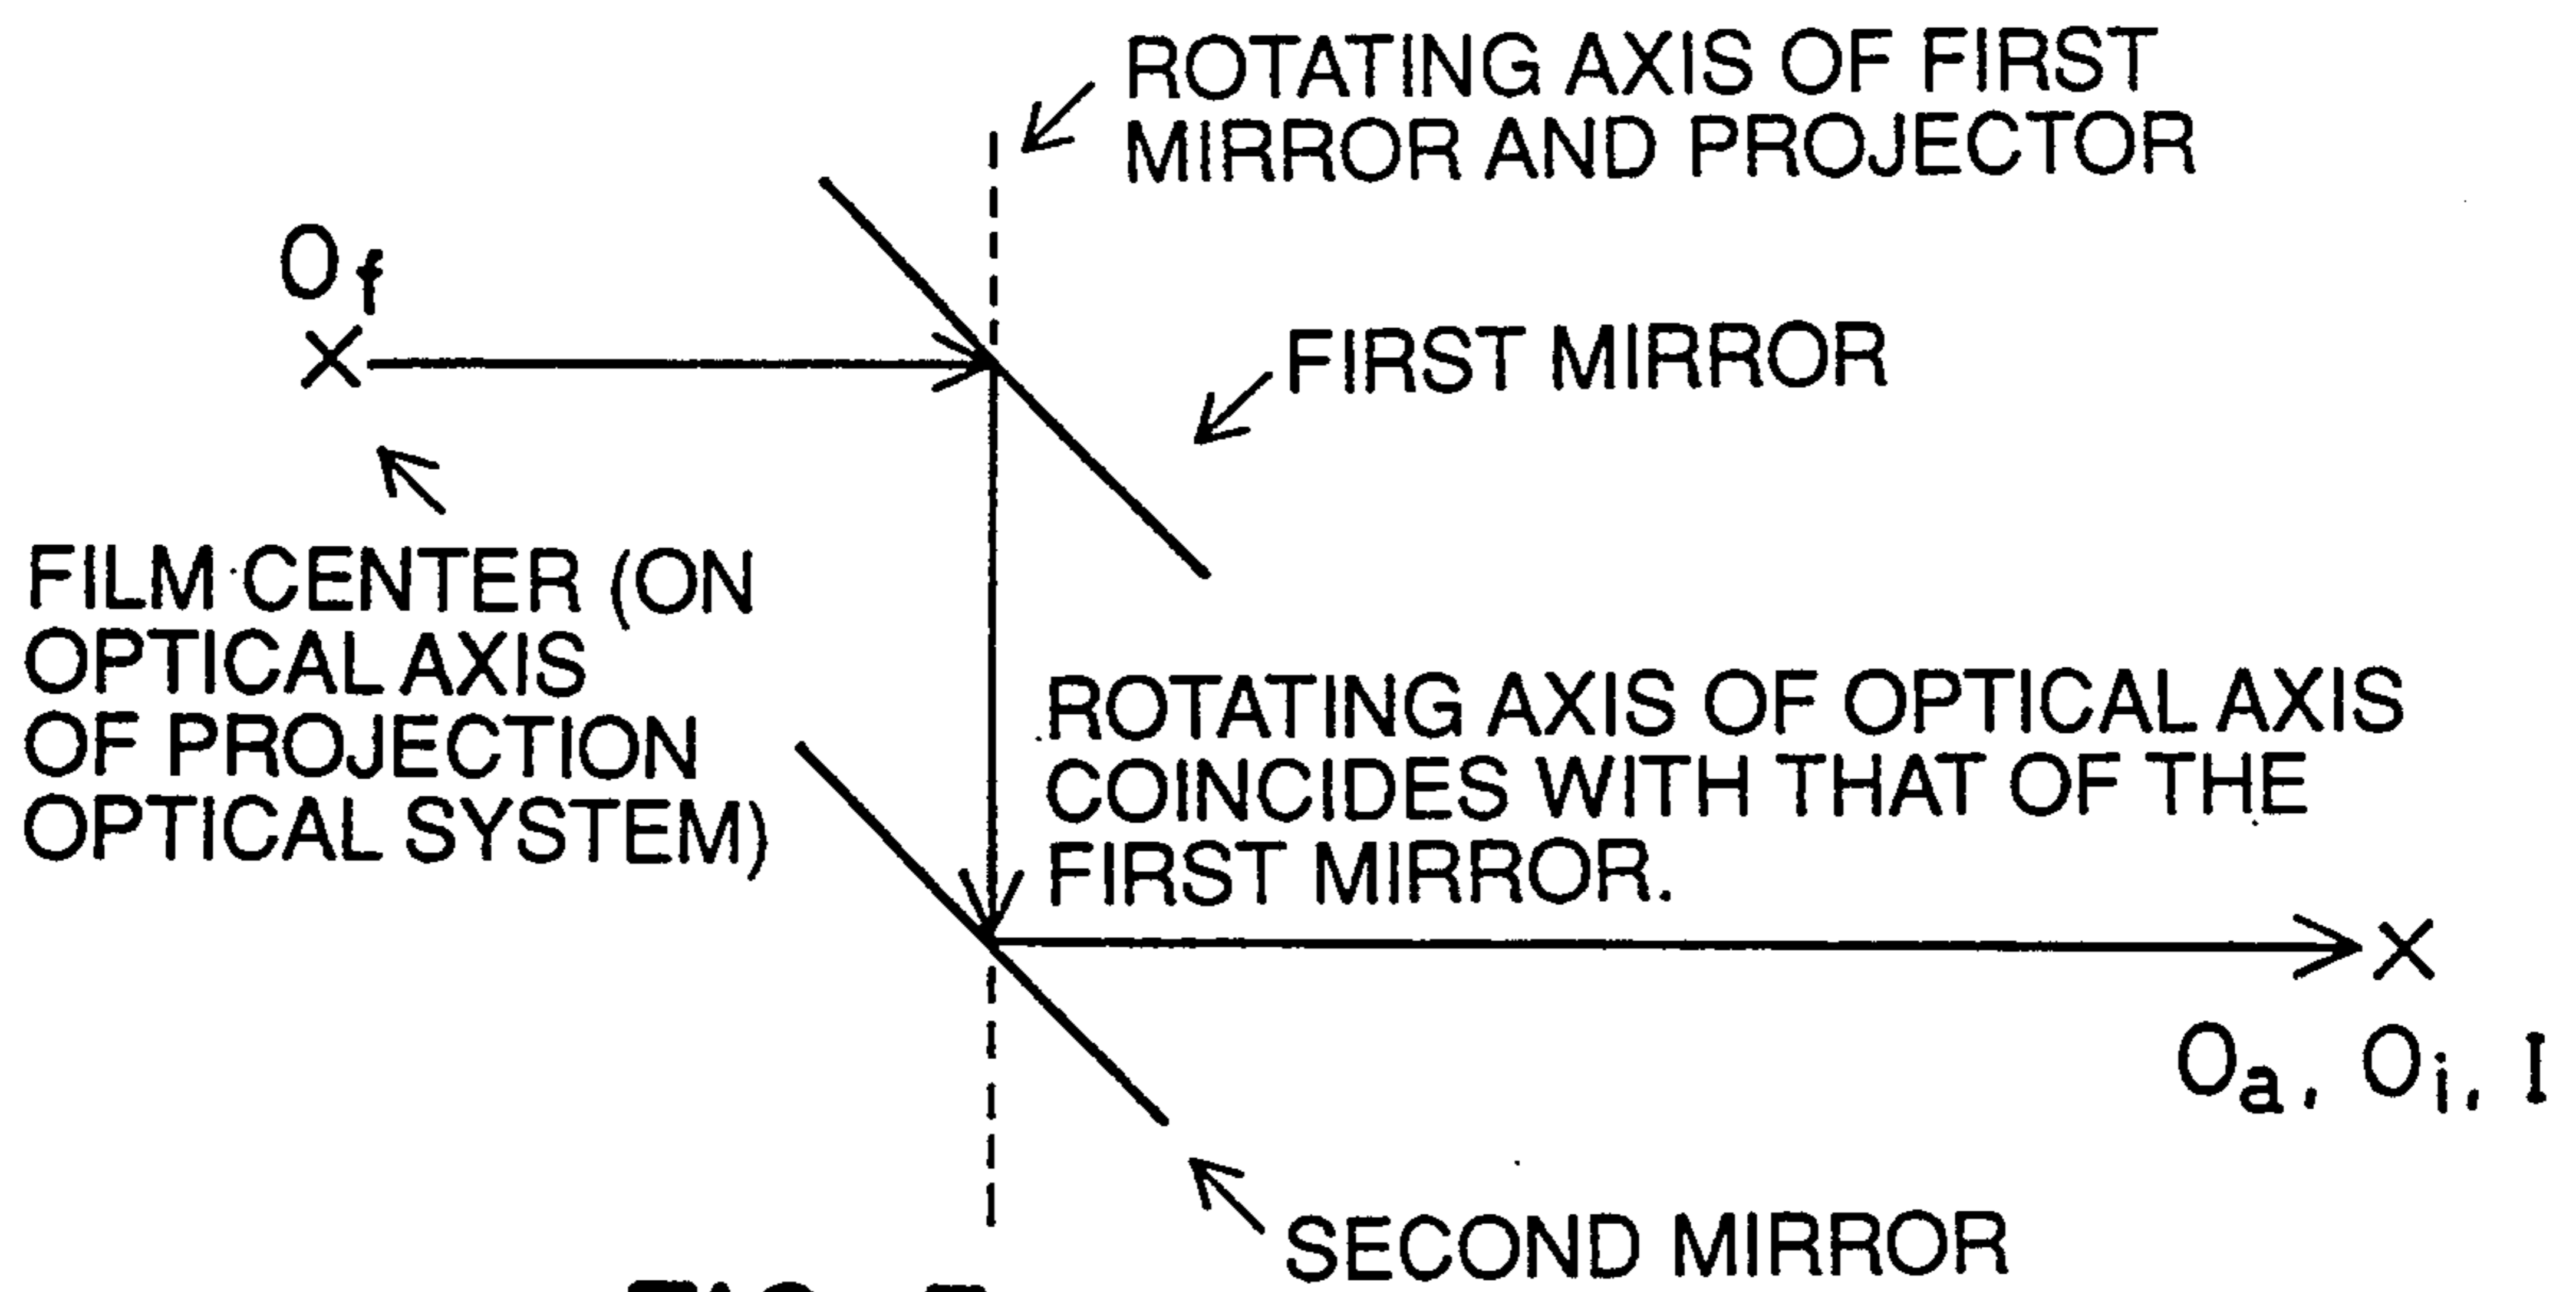 ROTATING AXIS OF FIRST
MIRROR AND PROJECTOR
Of
FIRST MIRROR
FILM CENTER (ON
OPTICAL AXIS
OF PROJECTION
OPTICAL SYSTEM)
ROTATING AXIS OF OPTICAL AXIS
COINCIDES WITH THAT OF THE
FIRST MIRROR.
Oa, Oi, I
SECOND MIRROR